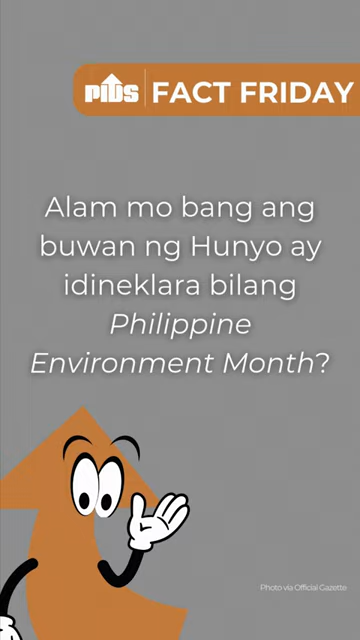 PIDS FACT FRIDAY
Alam mo bang ang
buwan ng Hunyo ay
idineklara bilang
Philippine
Environment Month?
Photo via Official Gazette